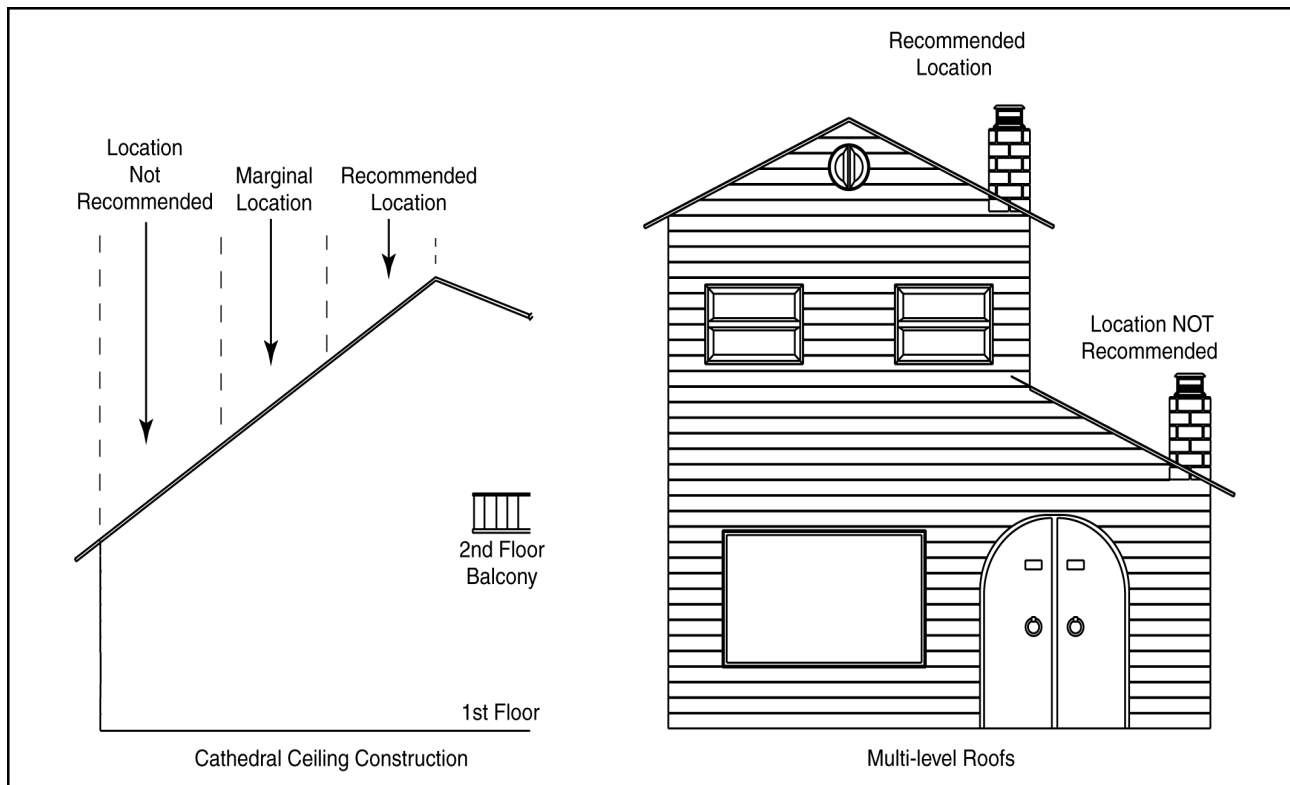 Location
Not
Recommended
Marginal
Location
Recommended
Location
2nd Floor
Balcony
1st Floor
Cathedral Ceiling Construction
Recommended
Location
Location NOT
Recommended
Multi-level Roofs